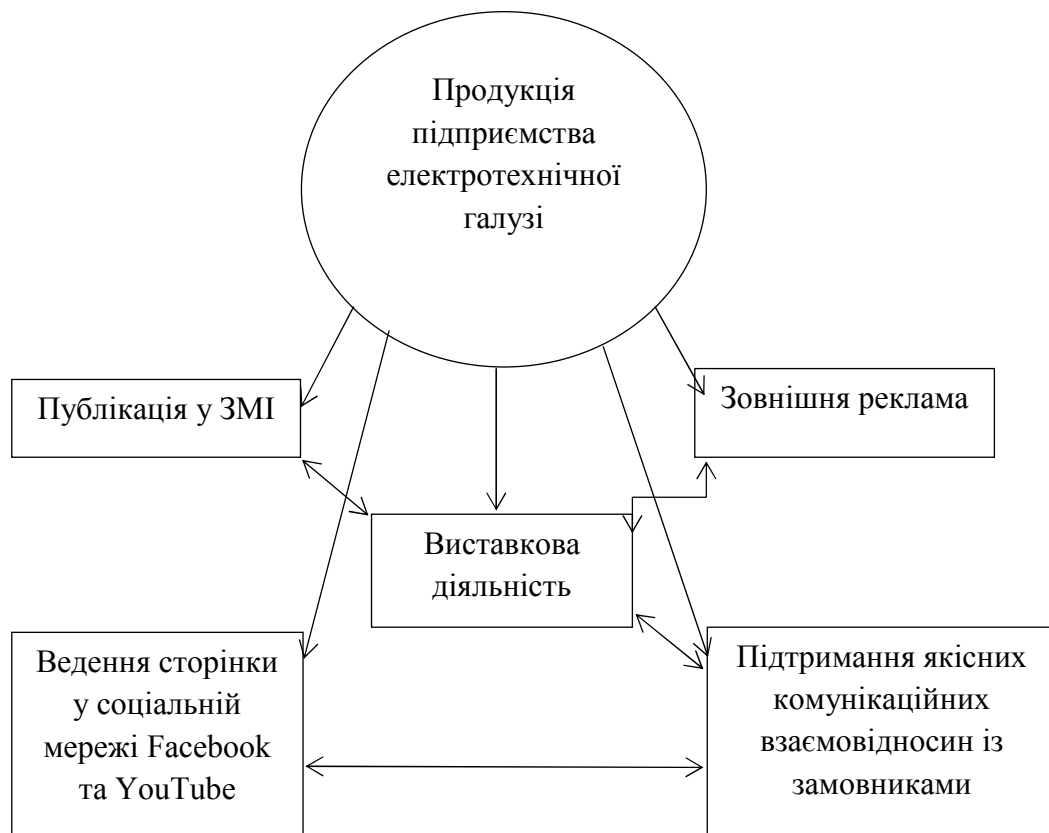 Продукція
підприємства
електротехнічної
галузі
Публікація у ЗМІ
Зовнішня реклама
Виставкова
діяльність
Ведення сторінки
у соціальній
мережі Facebook
та YouTube
Підтримання якісних
комунікаційних
взаємовідносин із
замовниками